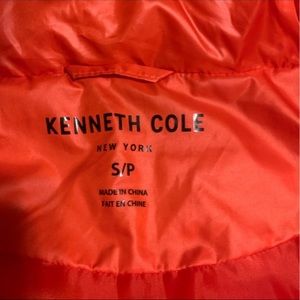 KENNETH COLE
NEW YORK
S/P
MADE IN CHINA
FAIT EN CHINE